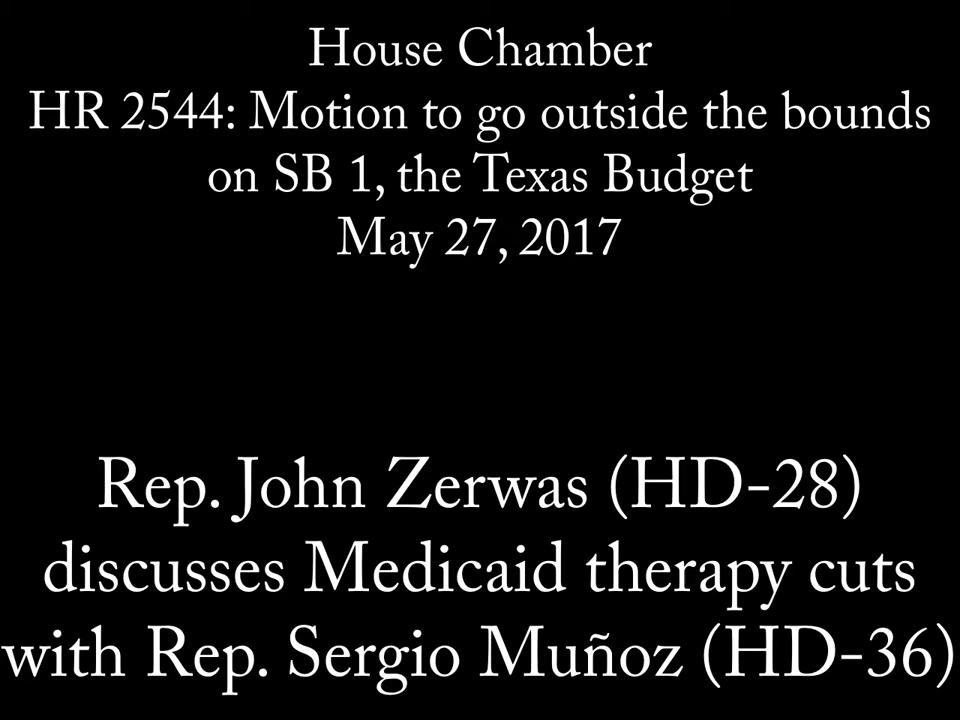 House Chamber
HR 2544: Motion to go outside the bounds
on SB 1, the Texas Budget
May 27, 2017
Rep. John Zerwas (HD-28)
discusses Medicaid therapy cuts
with Rep. Sergio Muñoz (HD-36)